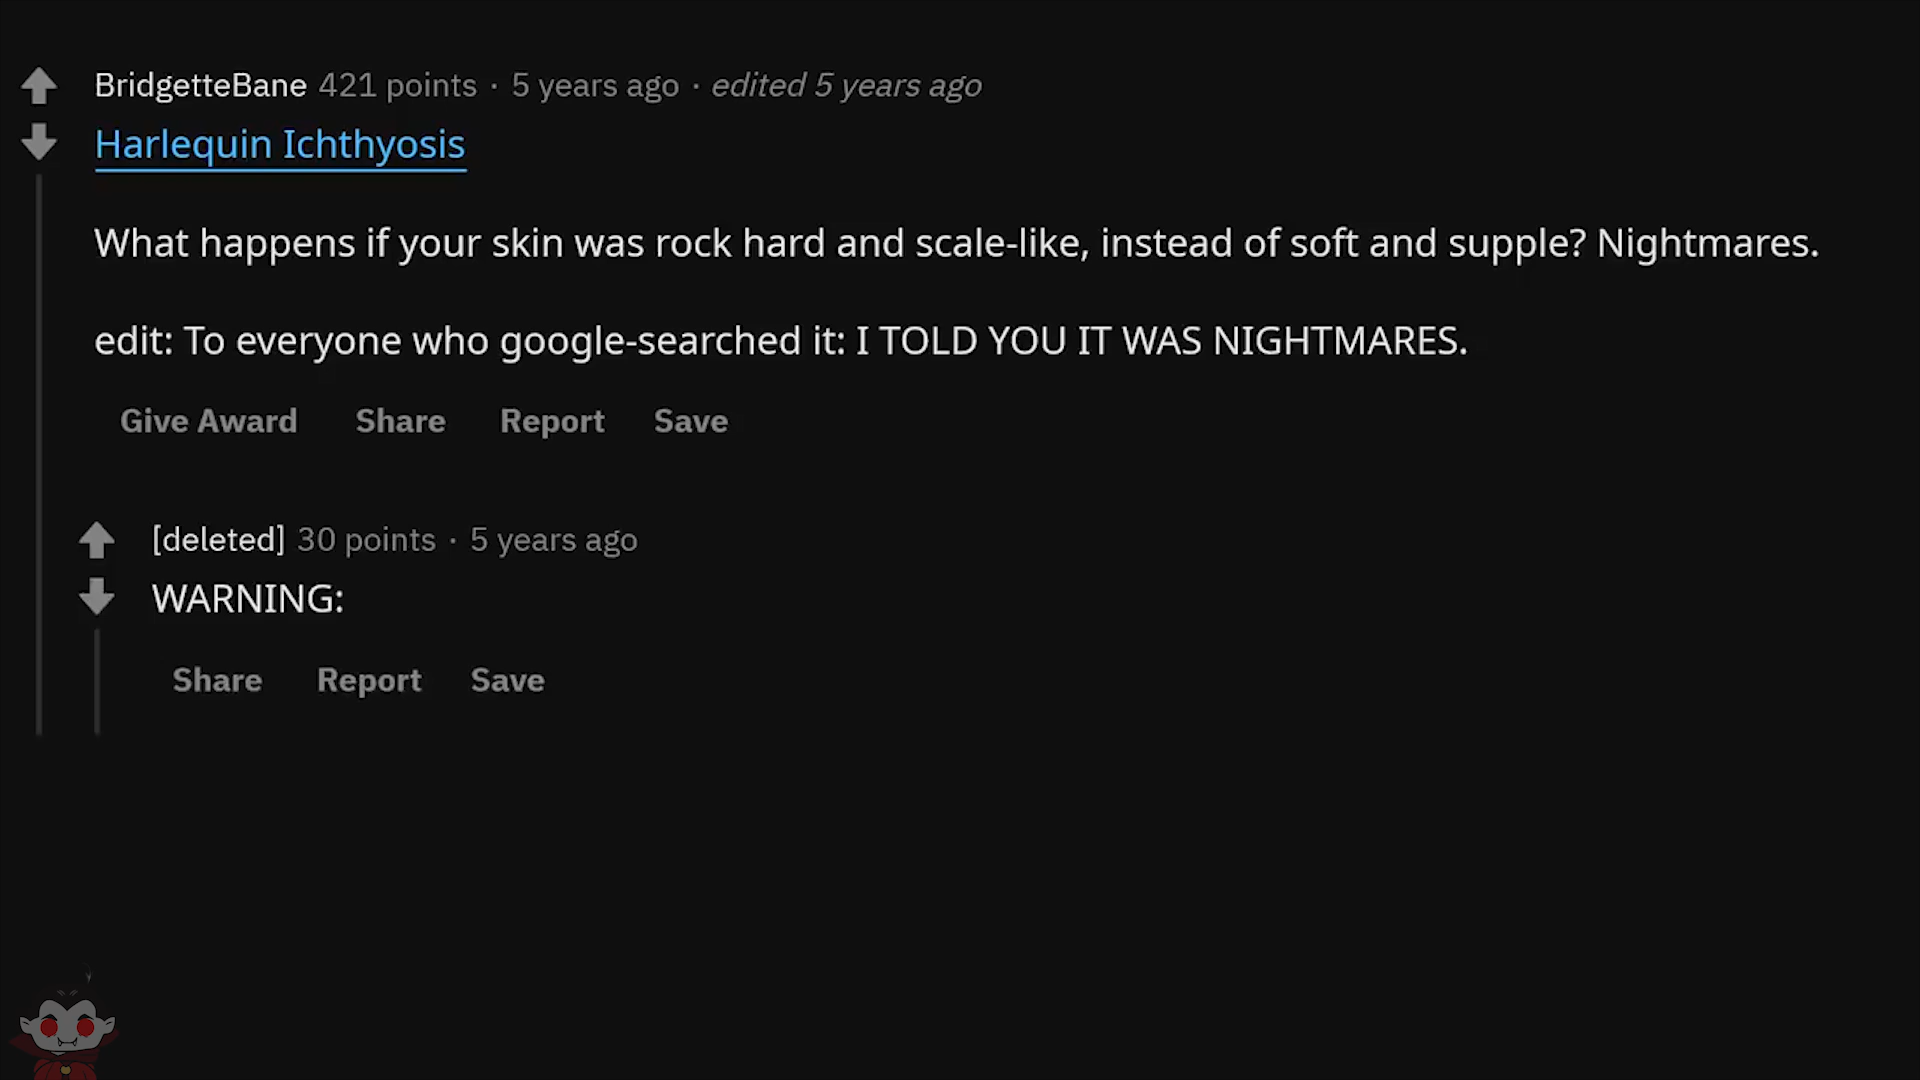 BridgetteBane 421 points · 5 years ago · edited 5 years ago
Harlequin Ichthyosis
What happens if your skin was rock hard and scale-like, instead of soft and supple? Nightmares.
edit: To everyone who google-searched it: I TOLD YOU IT WAS NIGHTMARES.
Give Award Share Report Save
[deleted] 30 points · 5 years ago
WARNING:
Share Report Save